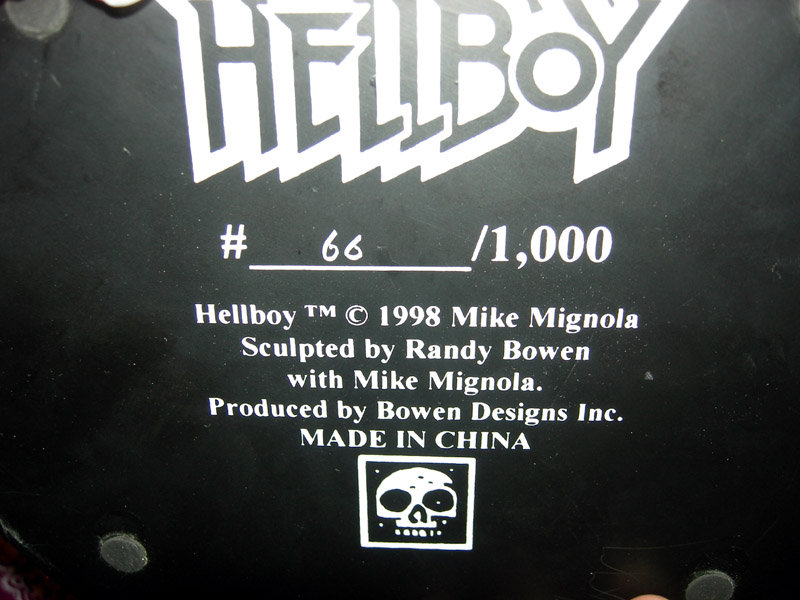 HELLBOY
# 66 /1,000
Hellboy ™ © 1998 Mike Mignola
Sculpted by Randy Bowen
with Mike Mignola.
Produced by Bowen Designs Inc.
MADE IN CHINA